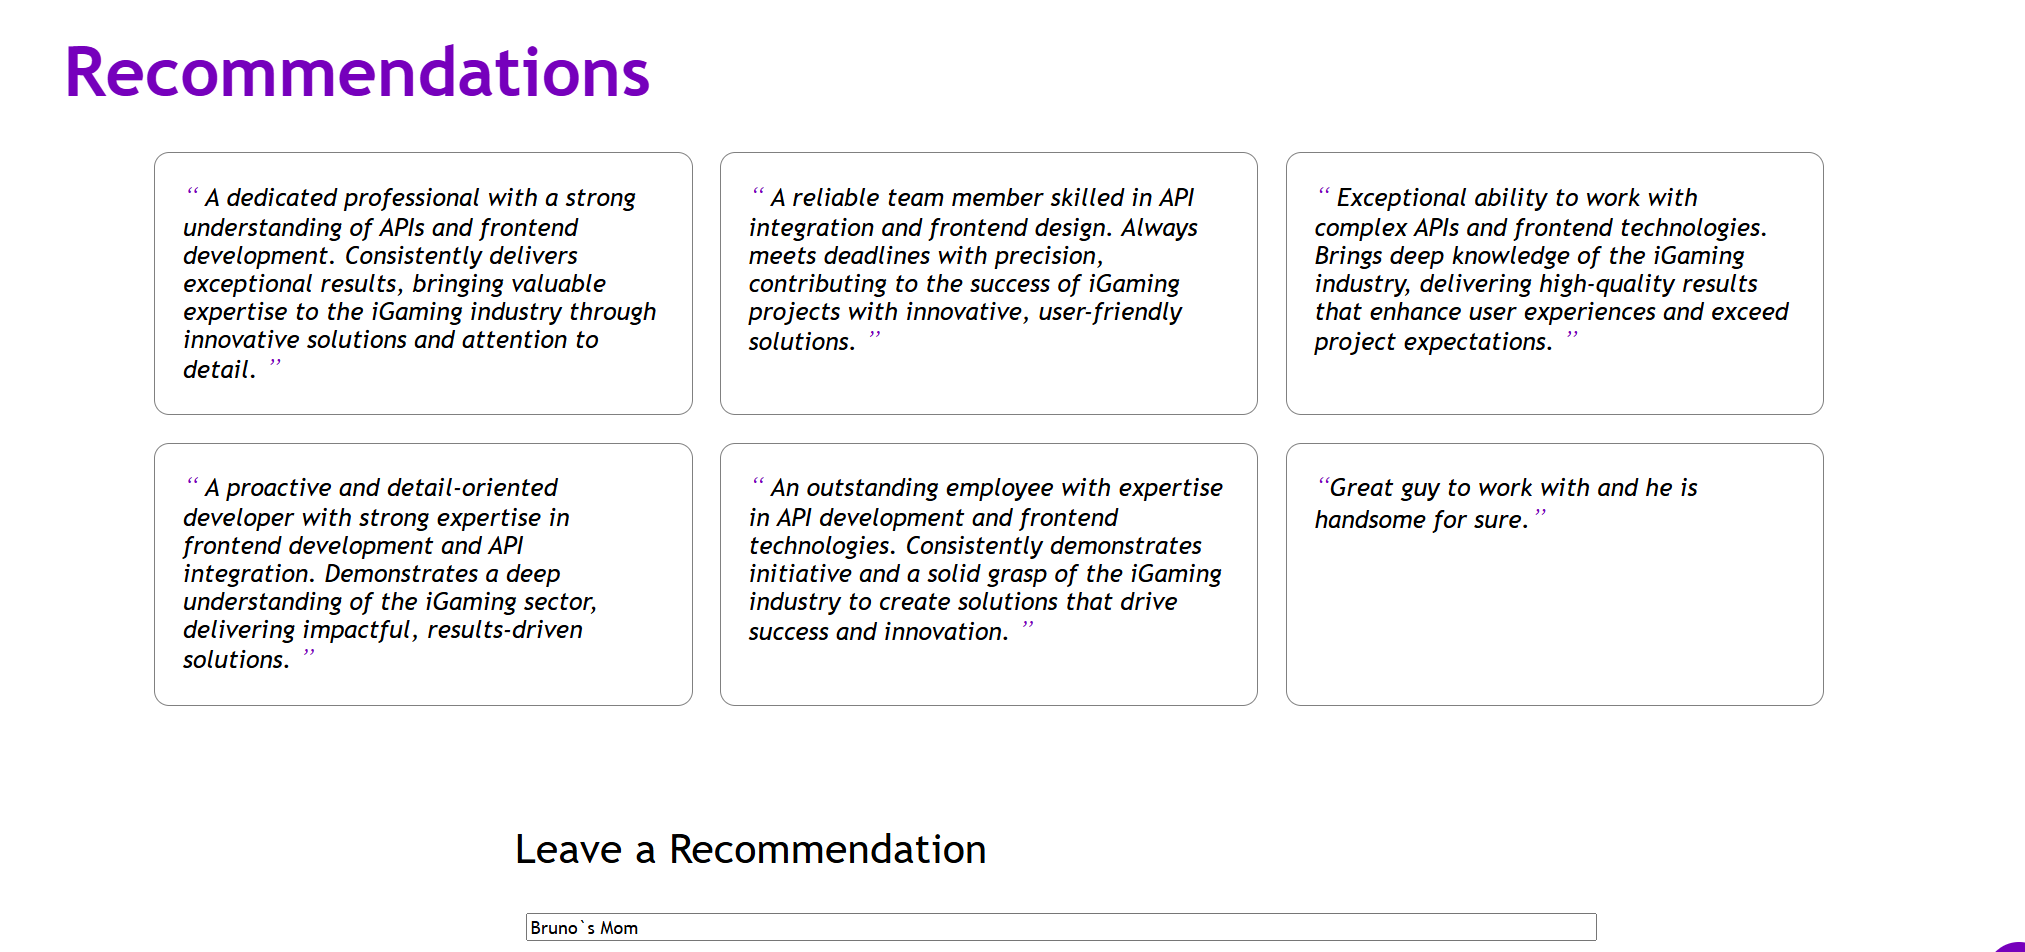 Recommendations
“ A dedicated professional with a strong
understanding of APIs and frontend
development. Consistently delivers
exceptional results, bringing valuable
expertise to the iGaming industry through
innovative solutions and attention to
detail. ”
“ A reliable team member skilled in API
integration and frontend design. Always
meets deadlines with precision,
contributing to the success of iGaming
projects with innovative, user-friendly
solutions. ”
“ Exceptional ability to work with
complex APIs and frontend technologies.
Brings deep knowledge of the iGaming
industry, delivering high-quality results
that enhance user experiences and exceed
project expectations. ”
“ A proactive and detail-oriented
developer with strong expertise in
frontend development and API
integration. Demonstrates a deep
understanding of the iGaming sector,
delivering impactful, results-driven
solutions. ”
“ An outstanding employee with expertise
in API development and frontend
technologies. Consistently demonstrates
initiative and a solid grasp of the iGaming
industry to create solutions that drive
success and innovation. ”
“Great guy to work with and he is
handsome for sure.”
Leave a Recommendation
Bruno`s Mom